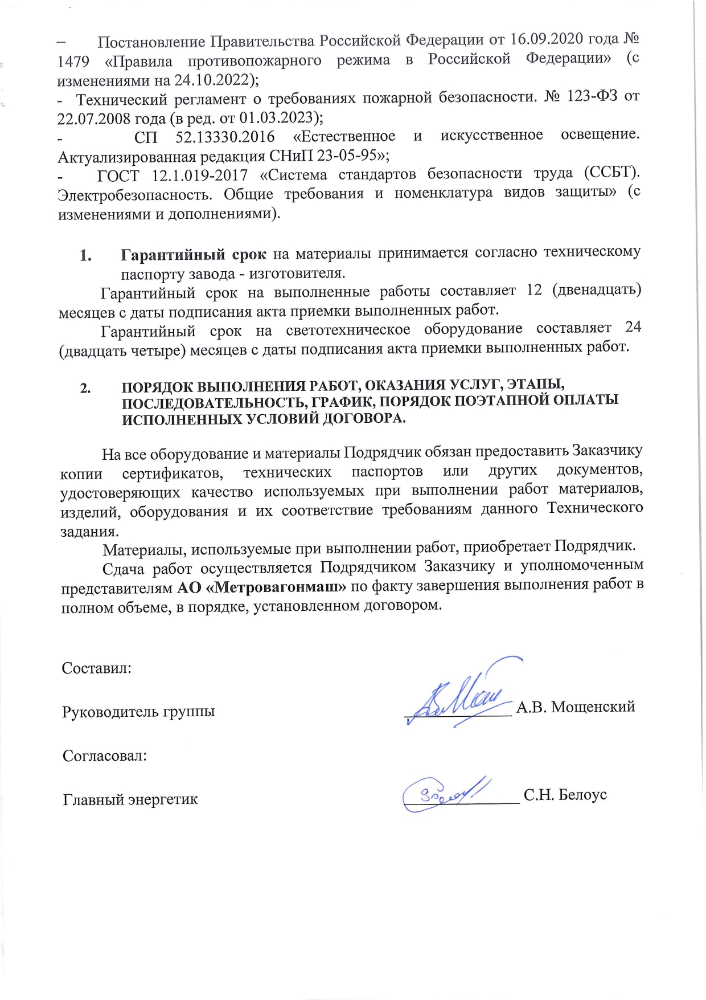 – Постановление Правительства Российской Федерации от 16.09.2020 года №
1479 «Правила противопожарного режима в Российской Федерации» (с
изменениями на 24.10.2022);
- Технический регламент о требованиях пожарной безопасности. № 123-ФЗ от
22.07.2008 года (в ред. от 01.03.2023);
- СП 52.13330.2016 «Естественное и искусственное освещение.
Актуализированная редакция СНиП 23-05-95»;
- ГОСТ 12.1.019-2017 «Система стандартов безопасности труда (ССБТ).
Электробезопасность. Общие требования и номенклатура видов защиты» (с
изменениями и дополнениями).
1. Гарантийный срок на материалы принимается согласно техническому
паспорту завода - изготовителя.
Гарантийный срок на выполненные работы составляет 12 (двенадцать)
месяцев с даты подписания акта приемки выполненных работ.
Гарантийный срок на светотехническое оборудование составляет 24
(двадцать четыре) месяцев с даты подписания акта приемки выполненных работ.
2. ПОРЯДОК ВЫПОЛНЕНИЯ РАБОТ, ОКАЗАНИЯ УСЛУГ, ЭТАПЫ,
ПОСЛЕДОВАТЕЛЬНОСТЬ, ГРАФИК, ПОРЯДОК ПОЭТАПНОЙ ОПЛАТЫ
ИСПОЛНЕННЫХ УСЛОВИЙ ДОГОВОРА.
На все оборудование и материалы Подрядчик обязан предоставить Заказчику
копии сертификатов, технических паспортов или других документов,
удостоверяющих качество используемых при выполнении работ материалов,
изделий, оборудования и их соответствие требованиям данного Технического
задания.
Материалы, используемые при выполнении работ, приобретает Подрядчик.
Сдача работ осуществляется Подрядчиком Заказчику и уполномоченным
представителям АО «Метровагонмаш» по факту завершения выполнения работ в
полном объеме, в порядке, установленном договором.
Составил:
Руководитель группы А.В. Мощенский
Согласовал:
Главный энергетик С.Н. Белоус